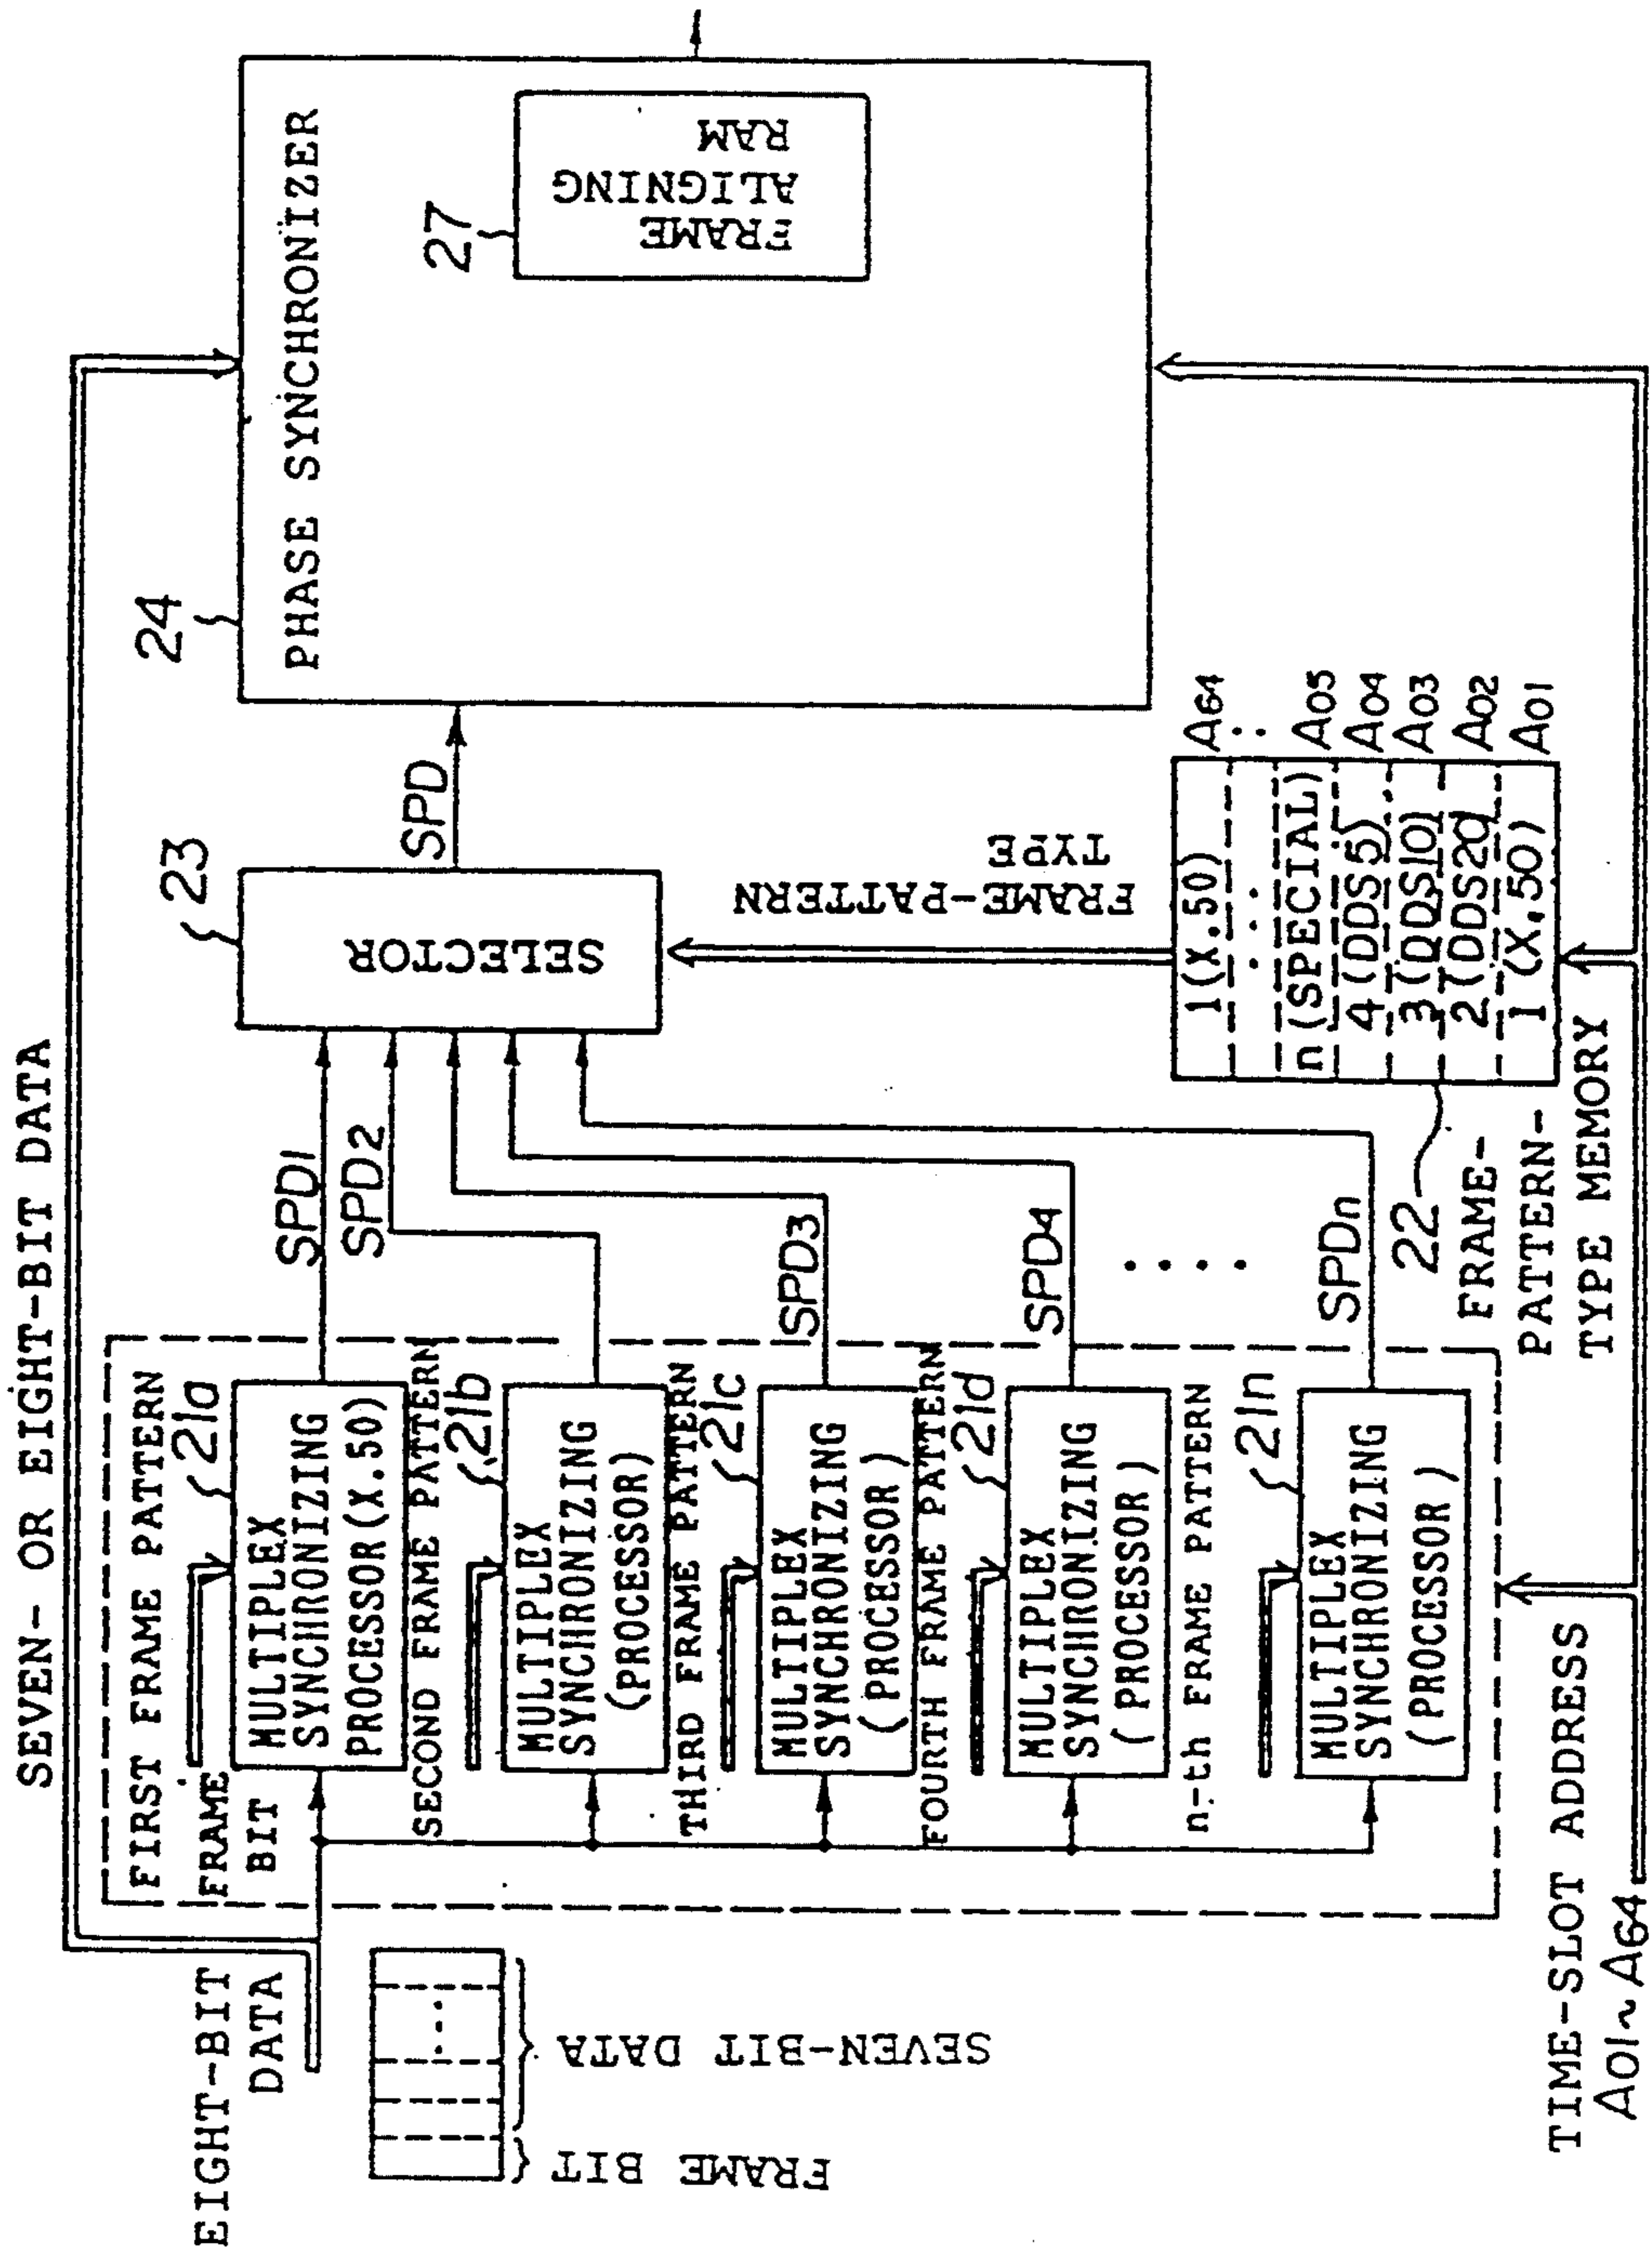 SEVEN- OR EIGHT-BIT DATA
EIGHT-BIT
DATA
FRAME BIT
SEVEN-BIT DATA
FIRST FRAME PATTERN
FRAME
BIT
21a
MULTIPLEX
SYNCHRONIZING
PROCESSOR(X.50)
SECOND FRAME PATTERN
21b
MULTIPLEX
SYNCHRONIZING
(PROCESSOR)
THIRD FRAME PATTERN
21c
MULTIPLEX
SYNCHRONIZING
(PROCESSOR)
FOURTH FRAME PATTERN
21d
MULTIPLEX
SYNCHRONIZING
(PROCESSOR)
n-th FRAME PATTERN
21n
MULTIPLEX
SYNCHRONIZING
(PROCESSOR)
SPD1
SPD2
SPD3
SPD4
. . . .
SPDn
23
SELECTOR
SPD
24
PHASE SYNCHRONIZER
27
FRAME
ALIGNING
RAM
FRAME-PATTERN
TYPE
1(X.50) A64
. . . . : 
n(SPECIAL) A05
4(DDS5) A04
3(DDS10) A03
2(DDS20 A02
1(X,50) A01
22
FRAME-
PATTERN-
TYPE MEMORY
TIME-SLOT ADDRESS
A01~A64